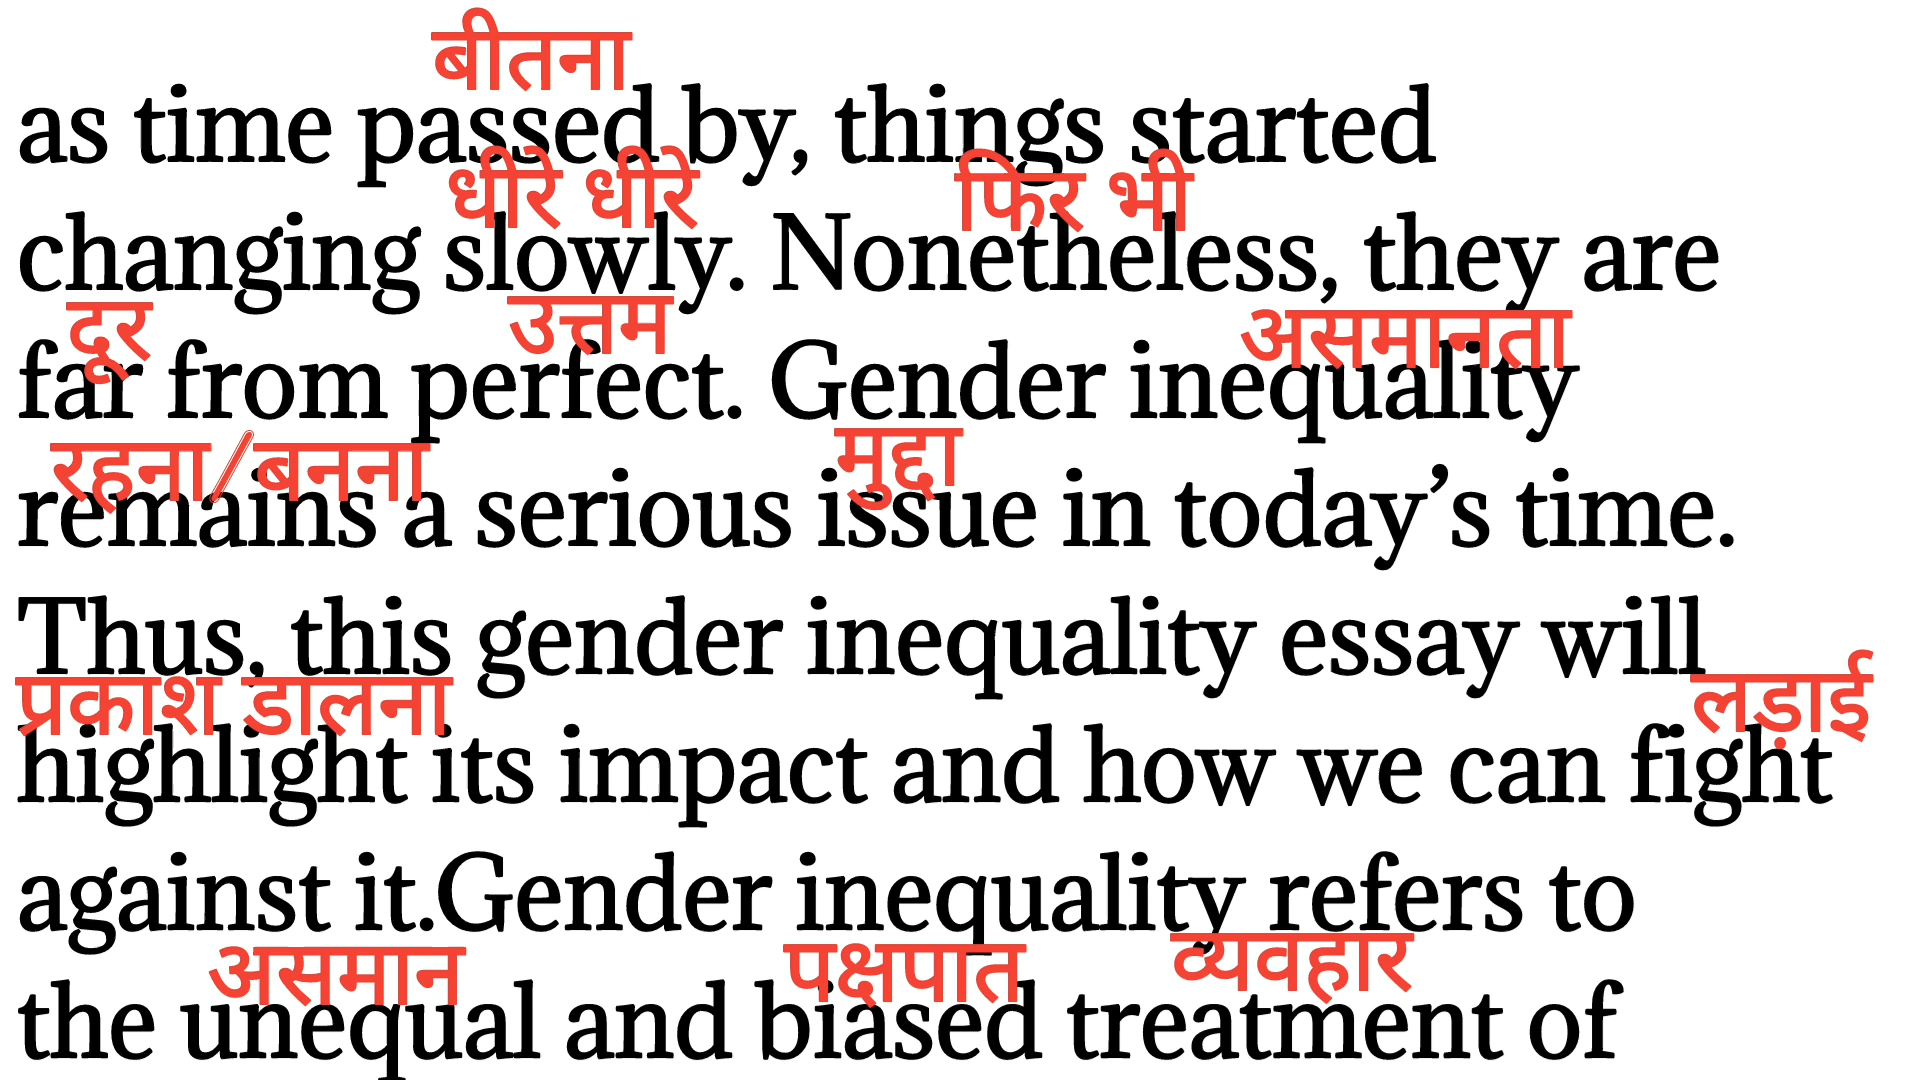 बीतना
as time passed by, things started
धीरे धीरे फिर भी
changing slowly. Nonetheless, they are
दूर उत्तम असमानता
far from perfect. Gender inequality
रहना/बनना मुद्दा
remains a serious issue in today’s time.
Thus, this gender inequality essay will
प्रकाश डालना लड़ाई
highlight its impact and how we can fight
against it.Gender inequality refers to
असमान पक्षपात व्यवहार
the unequal and biased treatment of